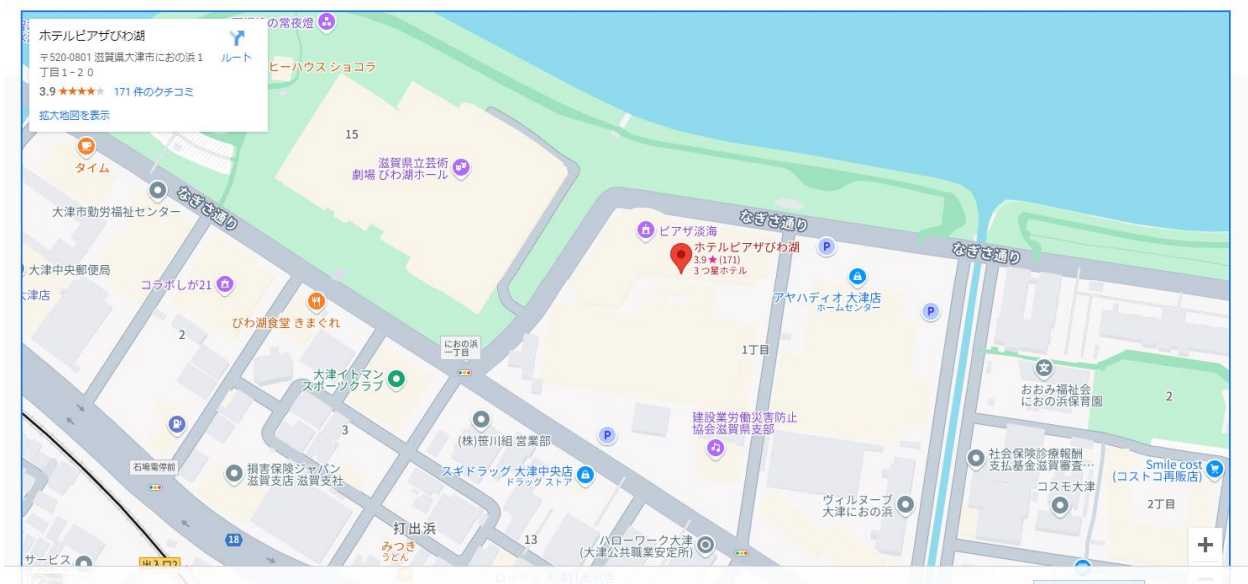 ホテルピアザびわ湖
〒520-0801 滋賀県大津市におの浜1
丁目1-20
3.9 ★★★★★ 171 件のクチコミ
拡大地図を表示
ルート
の常夜燈
ヒーハウス ショコラ
タイム
15
滋賀県立芸術
劇場 びわ湖ホール
大津市勤労福祉センター
なぎさ通り
なぎさ通り
なぎさ通り
ピアザ淡海
ホテルピアザびわ湖
3.9★(171)
3つ星ホテル
P
大津中央郵便局
津店
コラボしが21
アヤハディオ 大津店
ホームセンター
P
びわ湖食堂 きまぐれ
2
におの浜
一丁目
1丁目
大津イトマン
スポーツクラブ
おおみ福祉会
におの浜保育園
2
建設業労働災害防止
協会滋賀県支部
3
(株)笹川組 営業部
P
石場電停前
損害保険ジャパン
滋賀支店 滋賀支社
スギドラッグ 大津中央店
ドラッグ ストア
社会保険診療報酬
支払基金滋賀審査…
Smile cost
(コストコ再販店)
コスモ大津
ヴィルヌーブ
大津におの浜
2丁目
打出浜
18
13
ハローワーク大津
(大津公共職業安定所)
みつき
うどん
サービス
出入口2
ローソン 大津打出浜店
+